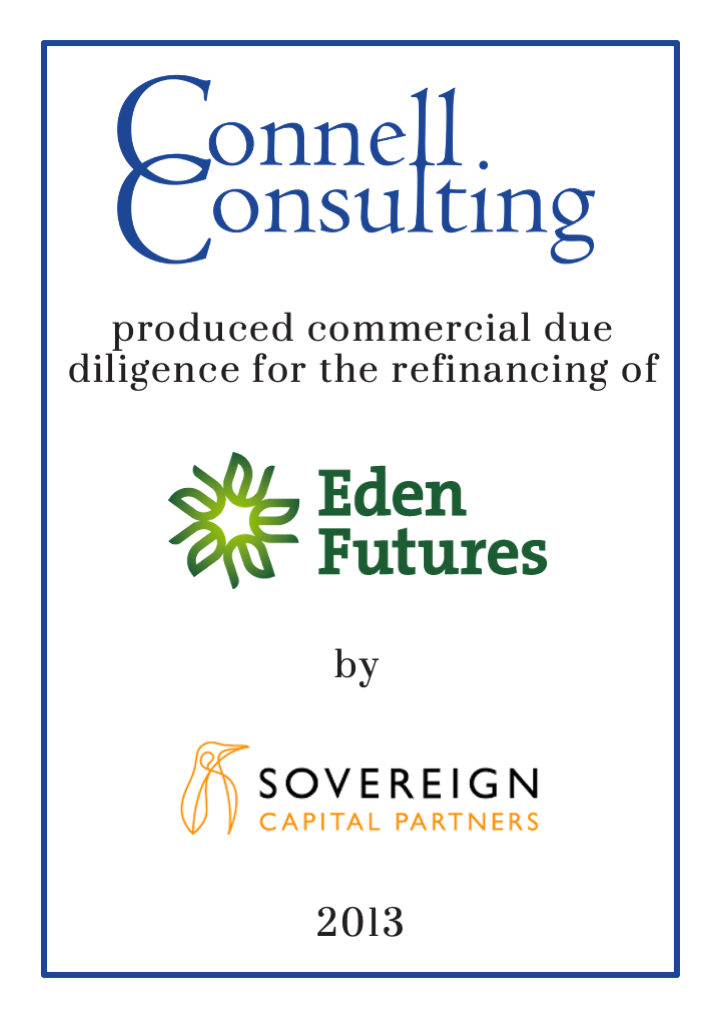 Connell
Consulting
produced commercial due
diligence for the refinancing of
Eden
Futures
by
SOVEREIGN
CAPITAL PARTNERS
2013